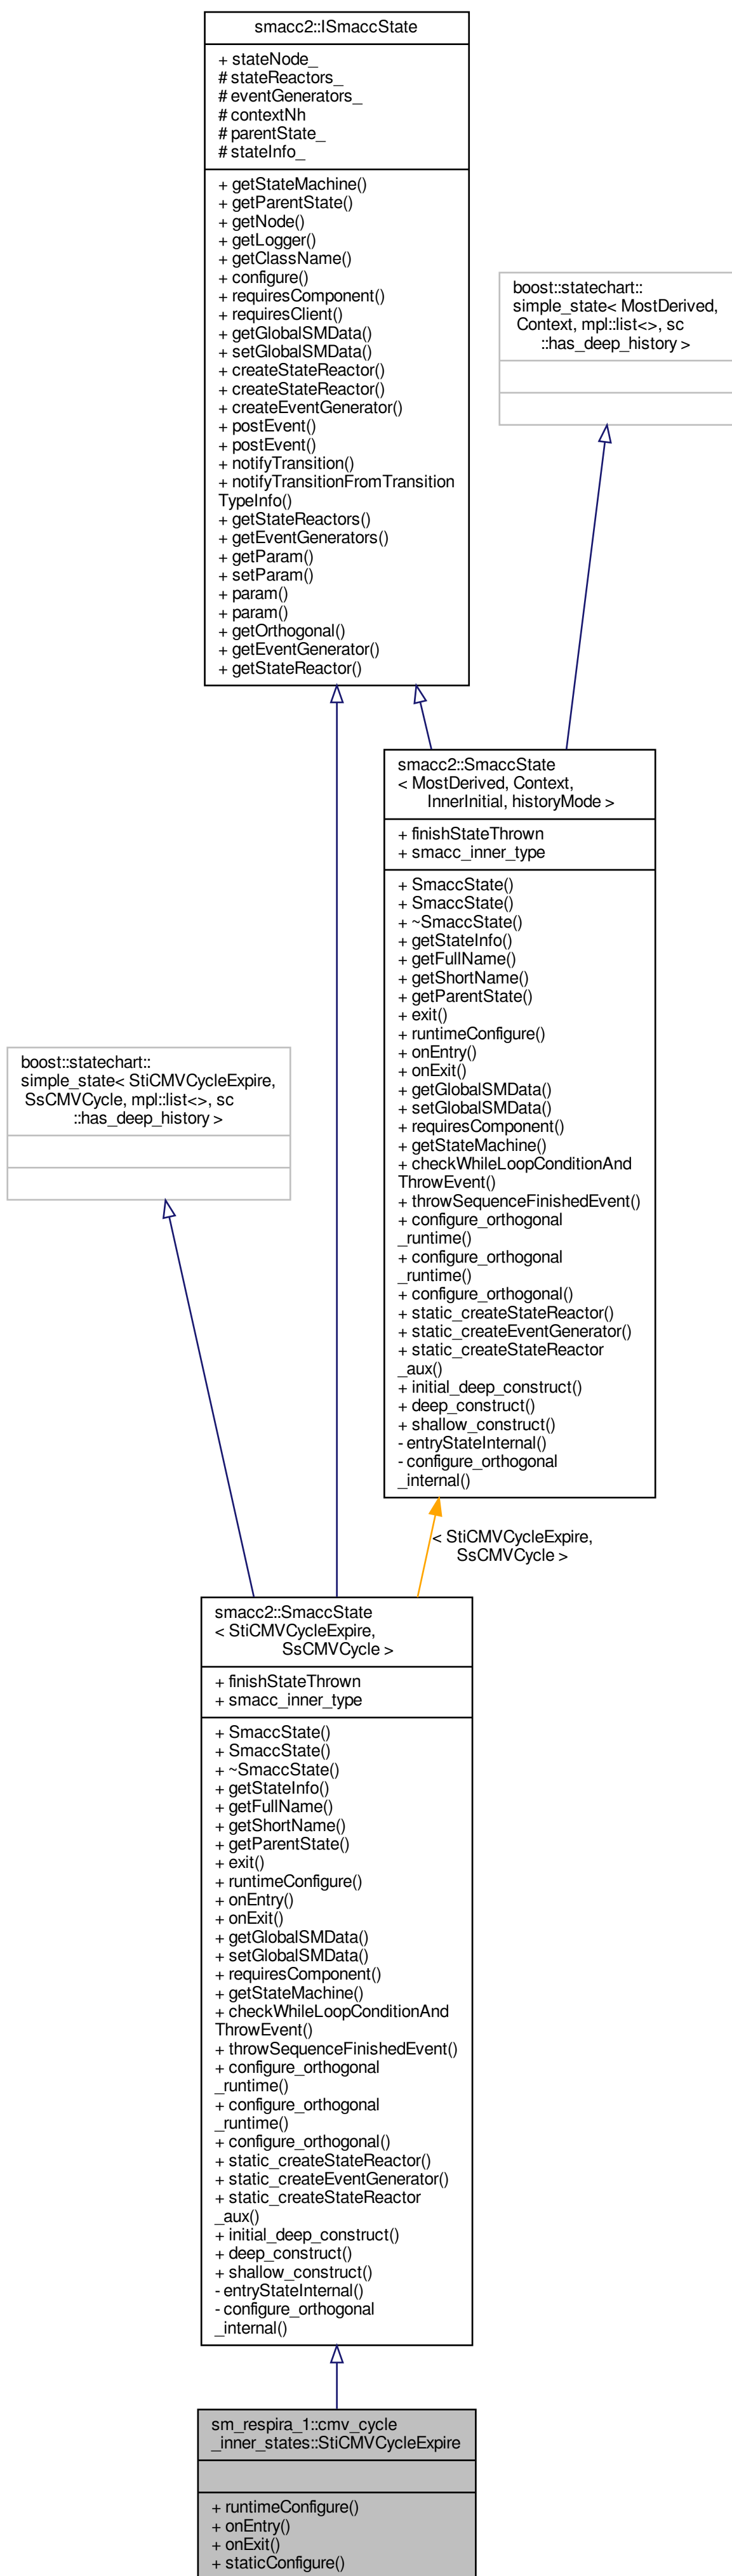 smacc2::ISmaccState
+ stateNode_
# stateReactors_
# eventGenerators_
# contextNh
# parentState_
# stateInfo_
+ getStateMachine()
+ getParentState()
+ getNode()
+ getLogger()
+ getClassName()
+ configure()
+ requiresComponent()
+ requiresClient()
+ getGlobalSMData()
+ setGlobalSMData()
+ createStateReactor()
+ createStateReactor()
+ createEventGenerator()
+ postEvent()
+ postEvent()
+ notifyTransition()
+ notifyTransitionFromTransition
TypeInfo()
+ getStateReactors()
+ getEventGenerators()
+ getParam()
+ setParam()
+ param()
+ param()
+ getOrthogonal()
+ getEventGenerator()
+ getStateReactor()
boost::statechart::
simple_state< MostDerived,
Context, mpl::list<>, sc
::has_deep_history >
smacc2::SmaccState
< MostDerived, Context,
InnerInitial, historyMode >
+ finishStateThrown
+ smacc_inner_type
+ SmaccState()
+ SmaccState()
+ ~SmaccState()
+ getStateInfo()
+ getFullName()
+ getShortName()
+ getParentState()
+ exit()
+ runtimeConfigure()
+ onEntry()
+ onExit()
+ getGlobalSMData()
+ setGlobalSMData()
+ requiresComponent()
+ getStateMachine()
+ checkWhileLoopConditionAnd
ThrowEvent()
+ throwSequenceFinishedEvent()
+ configure_orthogonal
_runtime()
+ configure_orthogonal
_runtime()
+ configure_orthogonal()
+ static_createStateReactor()
+ static_createEventGenerator()
+ static_createStateReactor
_aux()
+ initial_deep_construct()
+ deep_construct()
+ shallow_construct()
- entryStateInternal()
- configure_orthogonal
_internal()
boost::statechart::
simple_state< StiCMVCycleExpire,
SsCMVCycle, mpl::list<>, sc
::has_deep_history >
< StiCMVCycleExpire,
SsCMVCycle >
smacc2::SmaccState
< StiCMVCycleExpire,
SsCMVCycle >
+ finishStateThrown
+ smacc_inner_type
+ SmaccState()
+ SmaccState()
+ ~SmaccState()
+ getStateInfo()
+ getFullName()
+ getShortName()
+ getParentState()
+ exit()
+ runtimeConfigure()
+ onEntry()
+ onExit()
+ getGlobalSMData()
+ setGlobalSMData()
+ requiresComponent()
+ getStateMachine()
+ checkWhileLoopConditionAnd
ThrowEvent()
+ throwSequenceFinishedEvent()
+ configure_orthogonal
_runtime()
+ configure_orthogonal
_runtime()
+ configure_orthogonal()
+ static_createStateReactor()
+ static_createEventGenerator()
+ static_createStateReactor
_aux()
+ initial_deep_construct()
+ deep_construct()
+ shallow_construct()
- entryStateInternal()
- configure_orthogonal
_internal()
sm_respira_1::cmv_cycle
_inner_states::StiCMVCycleExpire
+ runtimeConfigure()
+ onEntry()
+ onExit()
+ staticConfigure()